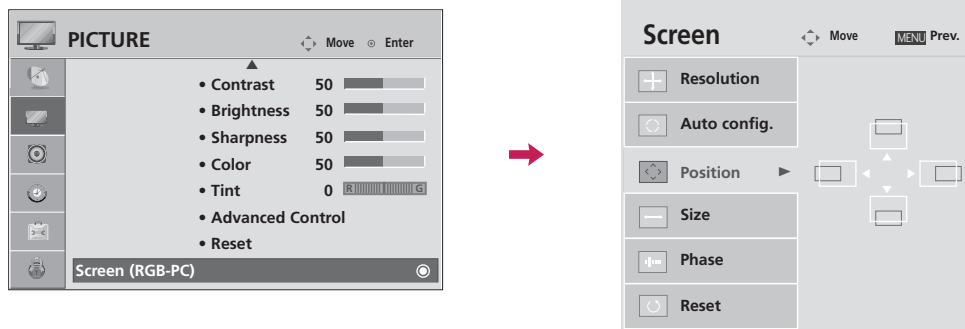 PICTURE
Move
Enter
• Contrast 50
• Brightness 50
• Sharpness 50
• Color 50
• Tint 0 R G
• Advanced Control
• Reset
Screen (RGB-PC)
Screen
Move
MENU Prev.
Resolution
Auto config.
Position
Size
Phase
Reset